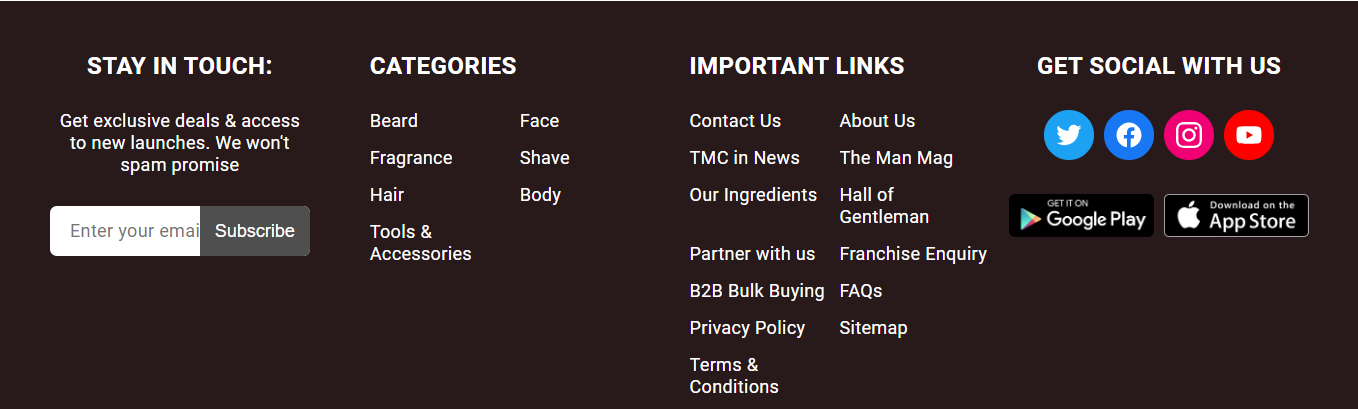 STAY IN TOUCH:
Get exclusive deals & access
to new launches. We won't
spam promise
Enter your emai
Subscribe
CATEGORIES
Beard
Face
Fragrance
Shave
Hair
Body
Tools &
Accessories
IMPORTANT LINKS
Contact Us
About Us
TMC in News
The Man Mag
Our Ingredients
Hall of
Gentleman
Partner with us
Franchise Enquiry
B2B Bulk Buying
FAQs
Privacy Policy
Sitemap
Terms &
Conditions
GET SOCIAL WITH US
GET IT ON
Google Play
Download on the
App Store